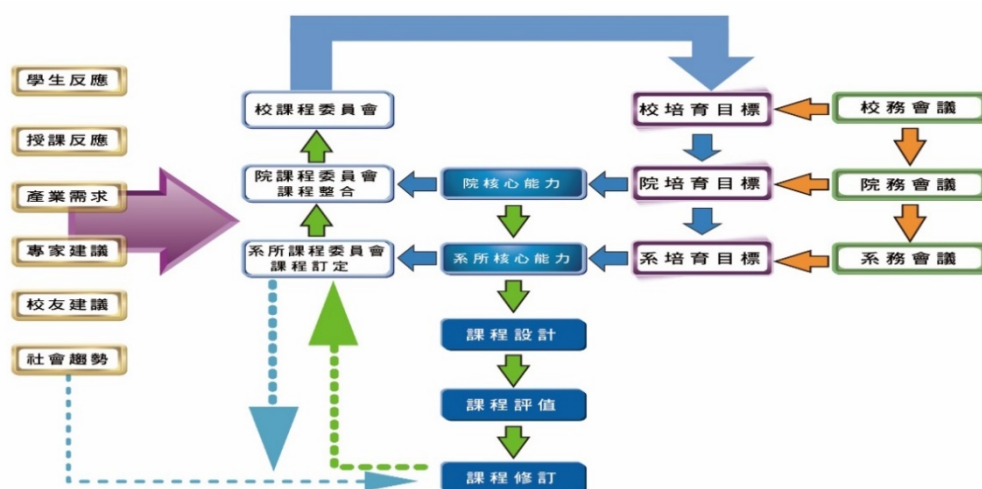 學生反應
授課反應
產業需求
專家建議
校友建議
社會趨勢
校課程委員會
院課程委員會
課程整合
系所課程委員會
課程訂定
院核心能力
系所核心能力
課程設計
課程評值
課程修訂
校培育目標
院培育目標
系培育目標
校務會議
院務會議
系務會議